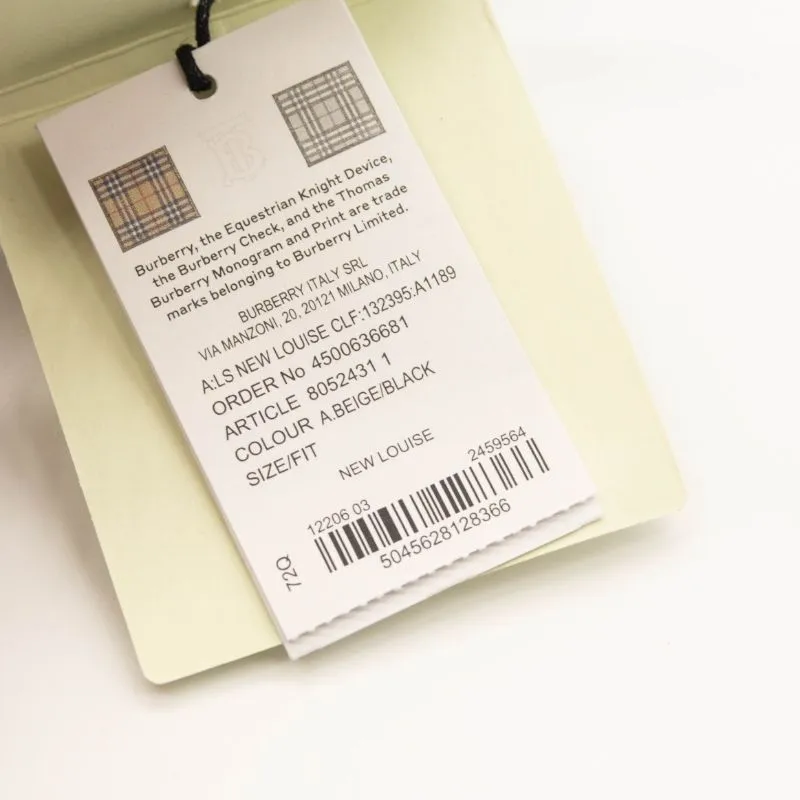 Burberry, the Equestrian Knight Device,
the Burberry Check, and the Thomas
Burberry Monogram and Print are trade
marks belonging to Burberry Limited.
BURBERRY ITALY SRL
VIA MANZONI, 20, 20121 MILANO, ITALY
A:LS NEW LOUISE CLF:132395:A1189
ORDER No 4500636681
ARTICLE 8052431 1
COLOUR A.BEIGE/BLACK
SIZE/FIT
NEW LOUISE
12206 03 2459564
72Q
5045628128366